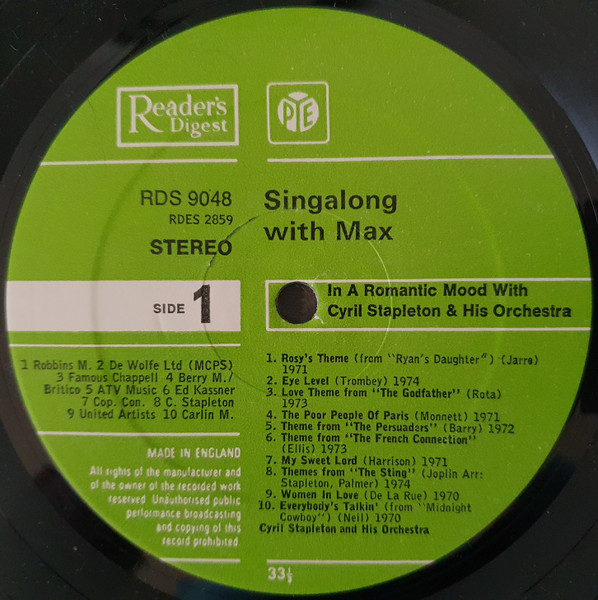 Reader's
Digest
PYE
RDS 9048
RDES 2859
STEREO
Singalong
with Max
SIDE 1
In A Romantic Mood With
Cyril Stapleton & His Orchestra
1 Robbins M. 2 De Wolfe Ltd (MCPS)
3 Famous Chappell 4 Berry M./
Britico 5 ATV Music 6 Ed Kassner
7 Cop. Con. 8 C. Stapleton
9 United Artists 10 Carlin M.
MADE IN ENGLAND
All rights of the manufacturer and
of the owner of the recorded work
reserved. Unauthorised public
performance broadcasting
and copying of this
record prohibited.
1. Rosy's Theme (from "Ryan's Daughter") (Jarre)
1971
2. Eye Level (Trombey) 1974
3. Love Theme from "The Godfather" (Rota)
1973
4. The Poor People Of Paris (Monnett) 1971
5. Theme from "The Persuaders" (Barry) 1972
6. Theme from "The French Connection"
(Ellis) 1973
7. My Sweet Lord (Harrison) 1971
8. Themes from "The Sting" (Joplin Arr:
Stapleton, Palmer) 1974
9. Women In Love (De La Rue) 1970
10. Everybody's Talkin' (from "Midnight
Cowboy") (Neil) 1970
Cyril Stapleton and His Orchestra
33⅓